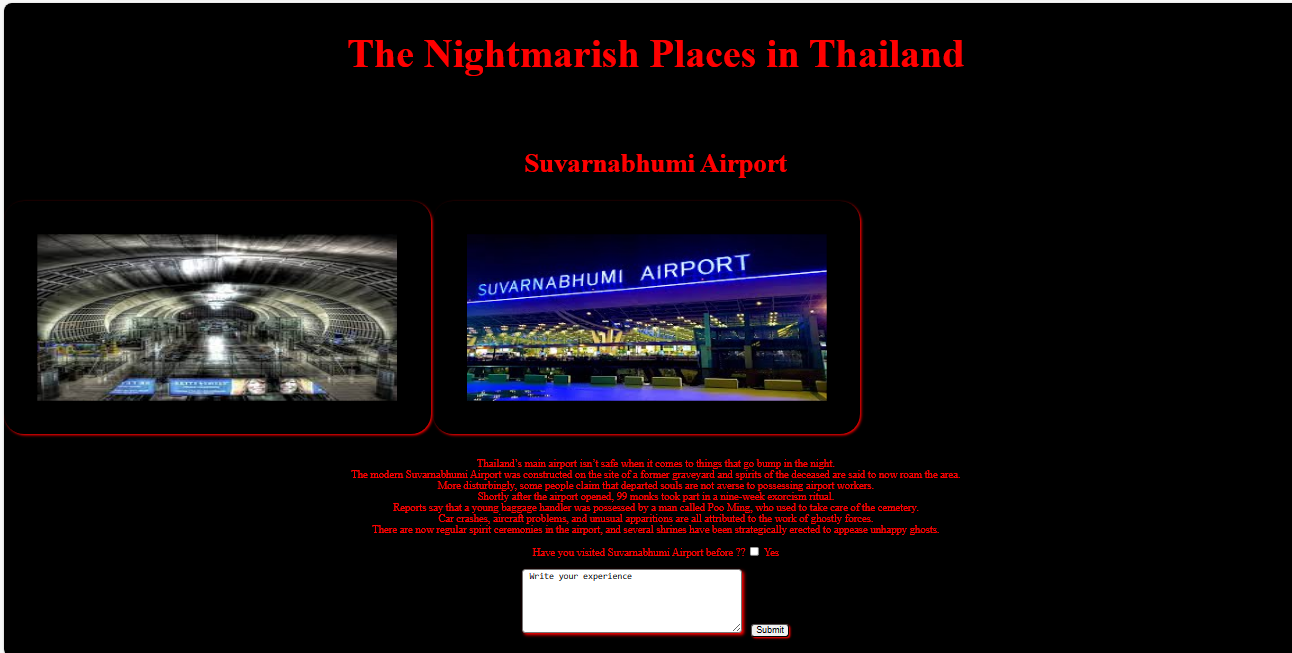 The Nightmarish Places in Thailand
Suvarnabhumi Airport
SUVARNABHUMI AIRPORT
Thailand's main airport isn't safe when it comes to things that go bump in the night.
The modern Suvarnabhumi Airport was constructed on the site of a former graveyard and spirits of the deceased are said to now roam the area.
More disturbingly, some people claim that departed souls are not averse to possessing airport workers.
Shortly after the airport opened, 99 monks took part in a nine-week exorcism ritual.
Reports say that a young baggage handler was possessed by a man called Poo Ming, who used to take care of the cemetery.
Car crashes, aircraft problems, and unusual apparitions are all attributed to the work of ghostly forces.
There are now regular spirit ceremonies in the airport, and several shrines have been strategically erected to appease unhappy ghosts.
Have you visited Suvarnabhumi Airport before ?? Yes
Write your experience
Submit